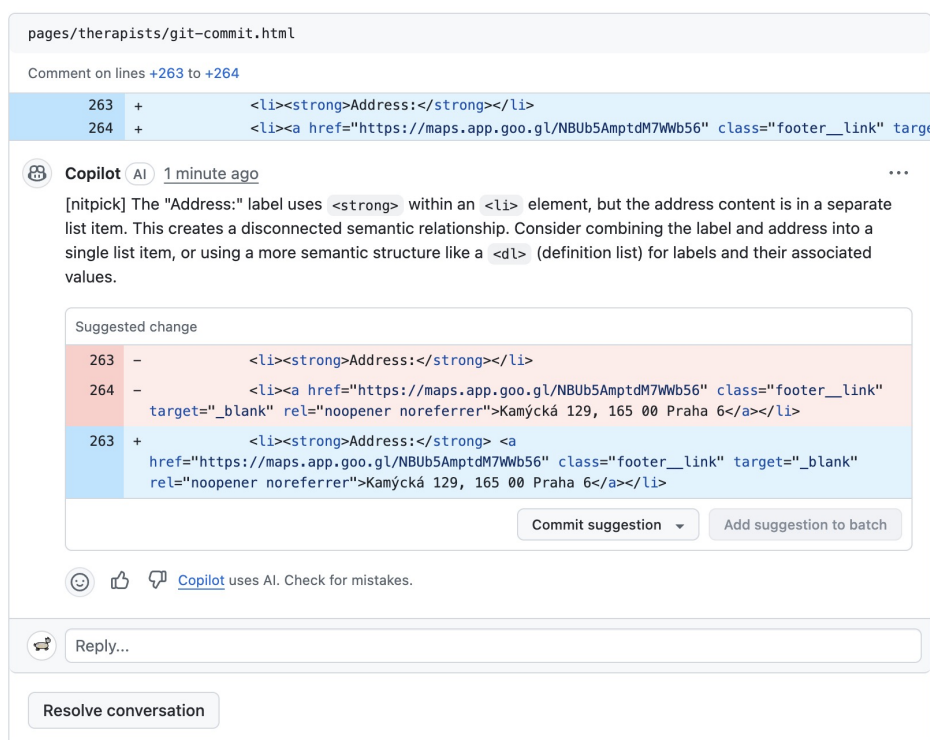 pages/therapists/git-commit.html
Comment on lines +263 to +264
263 + <li><strong>Address:</strong></li>
264 + <li><a href="https://maps.app.goo.gl/NBUb5AmptdM7WWb56" class="footer__link" targe
Copilot AI 1 minute ago
[nitpick] The "Address:" label uses <strong> within an <li> element, but the address content is in a separate
list item. This creates a disconnected semantic relationship. Consider combining the label and address into a
single list item, or using a more semantic structure like a <dl> (definition list) for labels and their associated
values.
Suggested change
263 - <li><strong>Address:</strong></li>
264 - <li><a href="https://maps.app.goo.gl/NBUb5AmptdM7WWb56" class="footer__link"
target="_blank" rel="noopener noreferrer">Kamýcká 129, 165 00 Praha 6</a></li>
263 + <li><strong>Address:</strong> <a
href="https://maps.app.goo.gl/NBUb5AmptdM7WWb56" class="footer__link" target="_blank"
rel="noopener noreferrer">Kamýcká 129, 165 00 Praha 6</a></li>
Commit suggestion Add suggestion to batch
Copilot uses AI. Check for mistakes.
Reply...
Resolve conversation